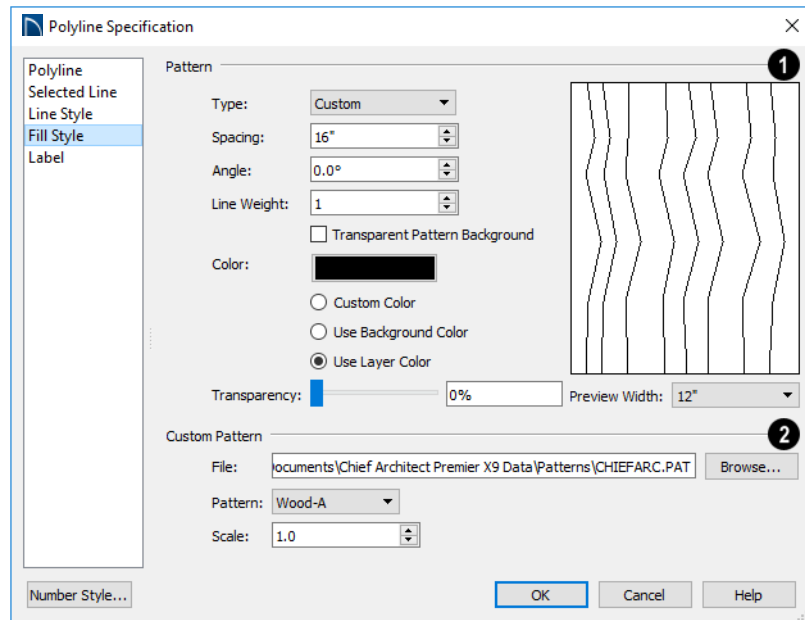 Polyline Specification
Polyline
Selected Line
Line Style
Fill Style
Label
Pattern
1
Type: Custom
Spacing: 16"
Angle: 0.0°
Line Weight: 1
Transparent Pattern Background
Color:
Custom Color
Use Background Color
Use Layer Color
Transparency: 0% Preview Width: 12"
Custom Pattern
2
File: ocuments\Chief Architect Premier X9 Data\Patterns\CHIEFARC.PAT Browse...
Pattern: Wood-A
Scale: 1.0
Number Style... OK Cancel Help